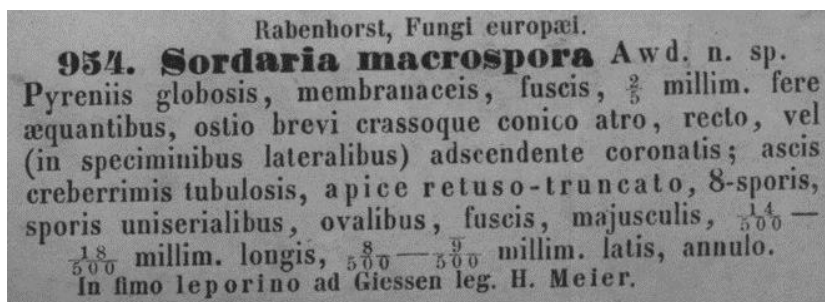 Rabenhorst, Fungi europæi.
954. Sordaria macrospora Awd. n. sp.
Pyreniis globosis, membranaceis, fuscis, 2/5 millim. fere
æquantibus, ostio brevi crassoque conico atro, recto, vel
(in speciminibus lateralibus) adscendente coronatis; ascis
creberrimis tubulosis, apice retuso-truncato, 8-sporis,
sporis uniserialibus, ovalibus, fuscis, majusculis, 14/500—
18/500 millim. longis, 8/500—9/500 millim. latis, annulo.
In fimo leporino ad Giessen leg. H. Meier.